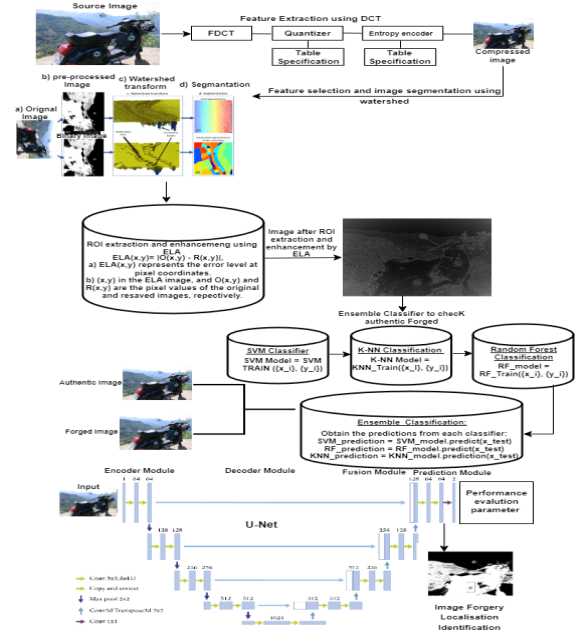 Source Image
Feature Extraction using DCT
FDCT
Quantizer
Entropy encoder
Table
Specification
Table
Specification
Compressed
image
Feature selection and image segmentation using
watershed
b) pre-processed
Image
c) Watershed
transform
d) Segmantation
a) Orignal
Image
Binary Image
ROI extraction and enhancemeng using
ELA
ELA(x,y)= |O(x,y) - R(x,y)|,
a) ELA(x,y) represents the error level at
pixel coordinates.
b) (x,y) in the ELA image, and O(x,y) and
R(x,y) are the pixel values of the original
and resaved images, repectively.
Image after ROI
extraction and
enhancement by
ELA
Ensemble Classifier to checK
authentic Forged
SVM Classifier
SVM Model = SVM
TRAIN ({x_i}, {y_i})
K-NN Classification
K-NN Model =
KNN_Train({x_I}, {y_i})
Random Forest
Classification
RF_model =
RF_Train({x_i}, {y_i})
Authentic Image
Forged Image
Ensemble Classification:
Obtain the predictions from each classifier:
SVM_prediction = SVM_model.predict(x_test)
RF_prediction = RF_model.predict(x_test)
KNN_prediction = KNN_model.prediction(x_test)
Encoder Module
Decoder Module
Fusion Module
Prediction Module
Input
1 64 64
128 64 64 2
Performance
evalution
parameter
U-Net
128 128
256 128
256 256
512 512
512 512
1024
Conv 3x3, ReLU
Copy and concat
Max pool 2x2
Conv 1x1
Image Forgery
Localisation
Identification